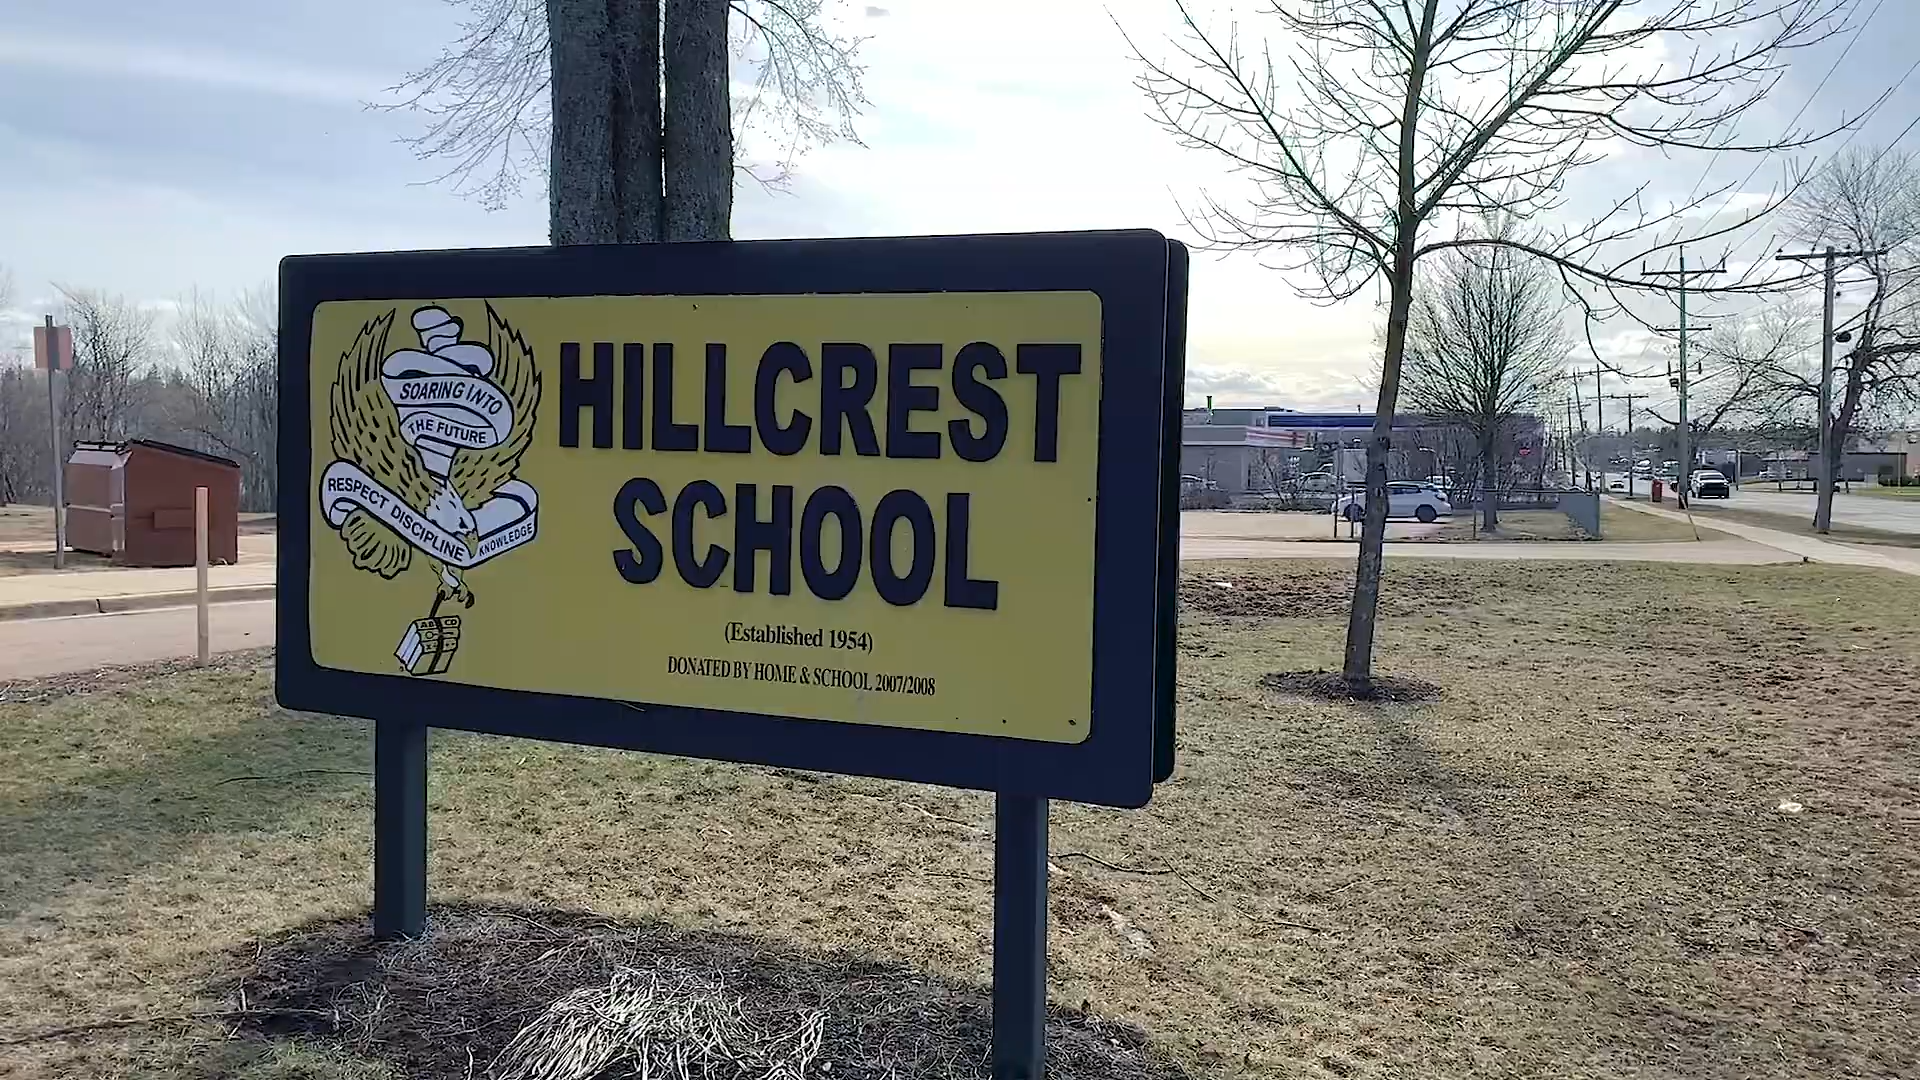 SOARING INTO
THE FUTURE
RESPECT DISCIPLINE KNOWLEDGE
HILLCREST
SCHOOL
(Established 1954)
DONATED BY HOME & SCHOOL 2007/2008